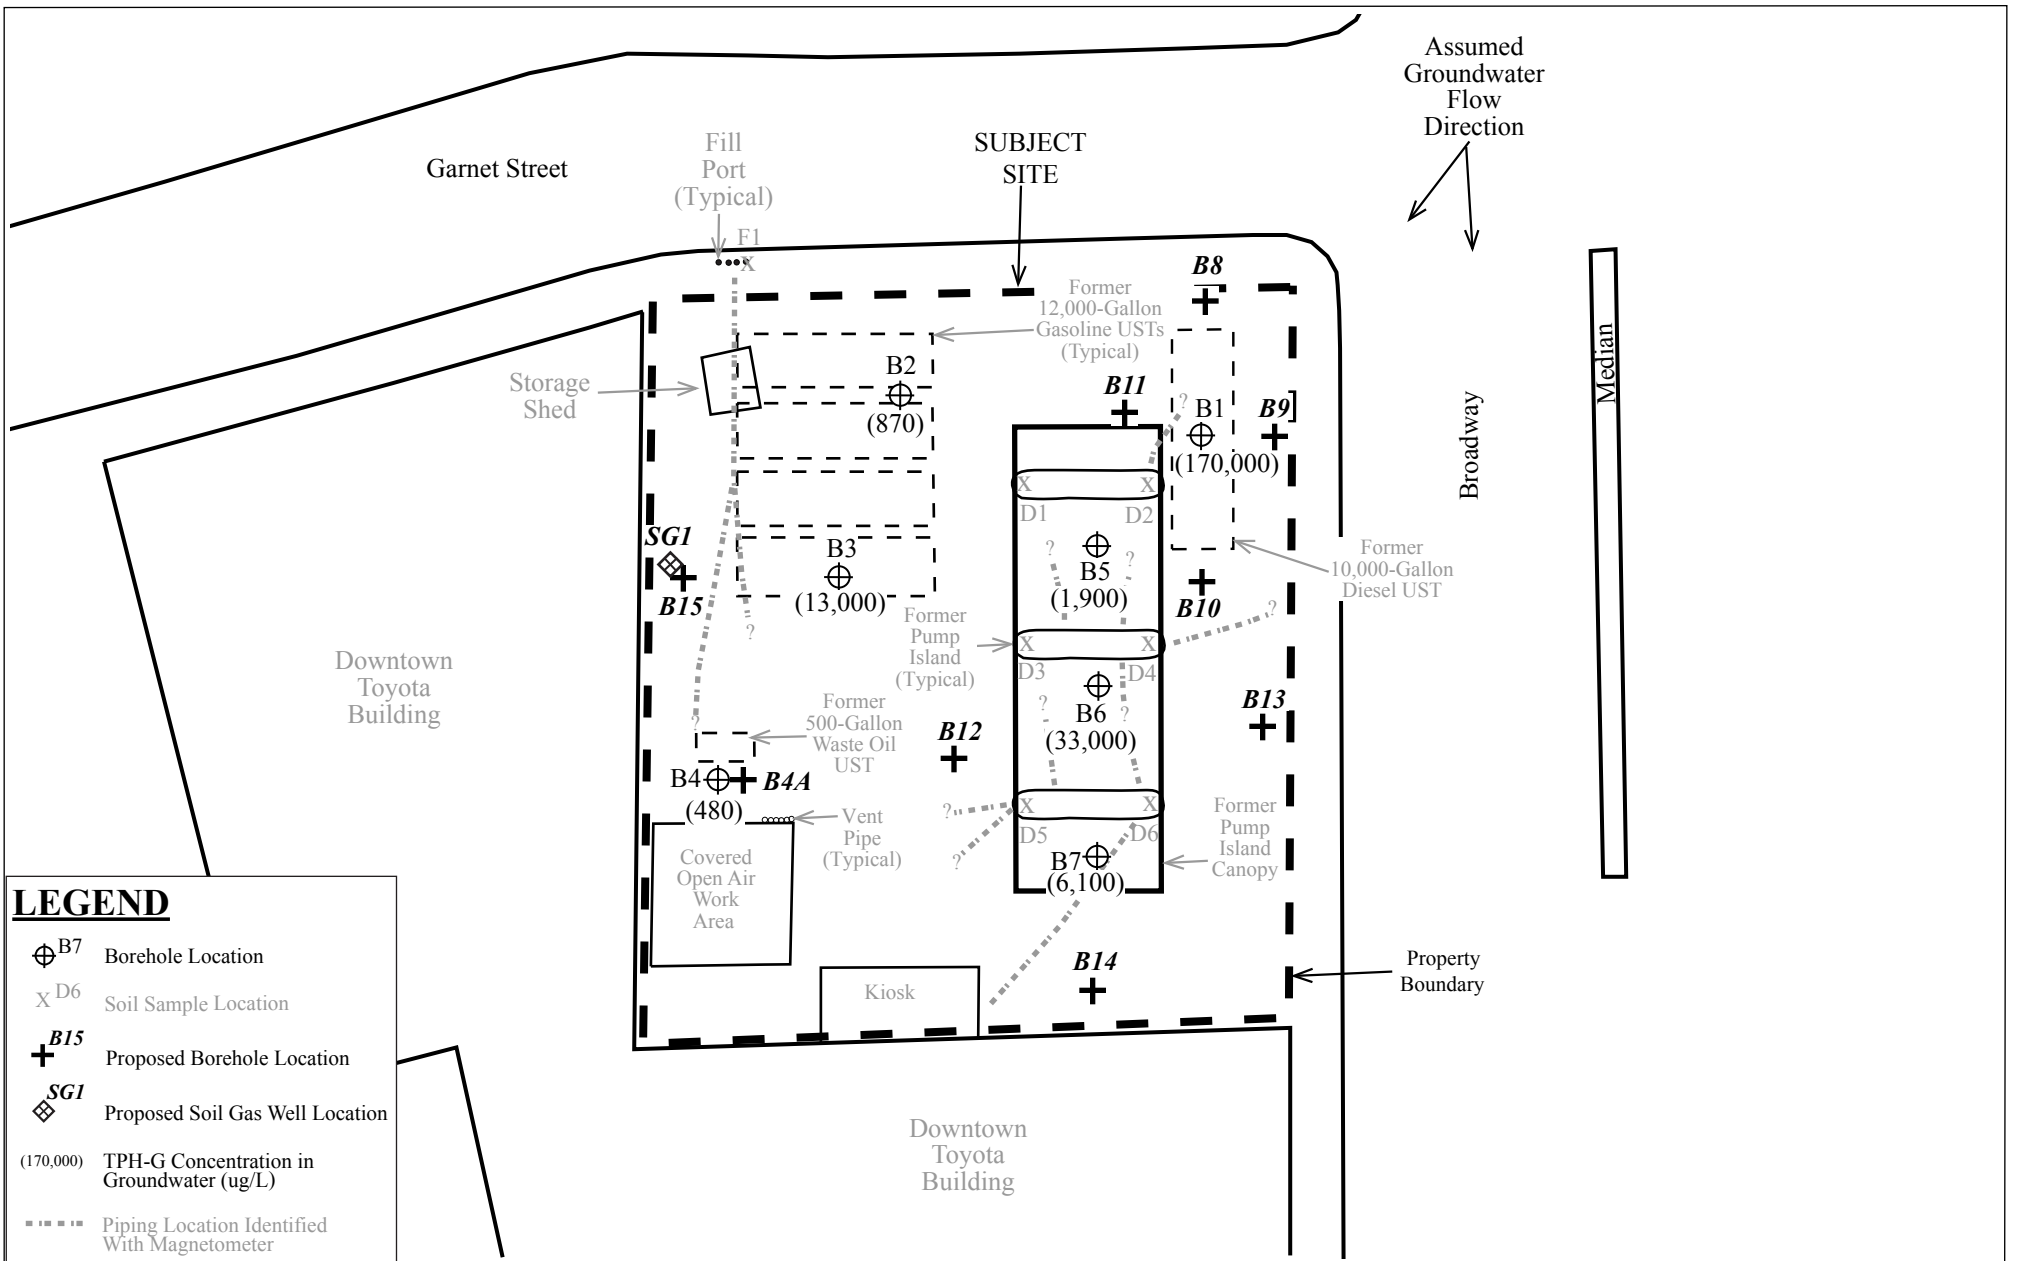 Assumed
Groundwater
Flow
Direction
Garnet Street
Fill
Port
(Typical)
F1
X
SUBJECT
SITE
B8
Former
12,000-Gallon
Gasoline USTs
(Typical)
Storage
Shed
B2
(870)
B11
?
B1
(170,000)
B9
Median
Broadway
X
X
D1
D2
SG1
B15
B3
(13,000)
?
?
?
B5
(1,900)
B10
?
Former
10,000-Gallon
Diesel UST
Former
Pump
Island
(Typical)
X
X
D3
D4
Downtown
Toyota
Building
?
Former
500-Gallon
Waste Oil
UST
B12
?
?
B6
(33,000)
B13
B4
B4A
(480)
Vent
Pipe
(Typical)
?
?
X
X
D5
D6
B7
(6,100)
Former
Pump
Island
Canopy
Covered
Open Air
Work
Area
Kiosk
B14
Property
Boundary
Downtown
Toyota
Building
LEGEND
B7
Borehole Location
X D6
Soil Sample Location
B15
Proposed Borehole Location
SG1
Proposed Soil Gas Well Location
(170,000)
TPH-G Concentration in
Groundwater (ug/L)
Piping Location Identified
With Magnetometer